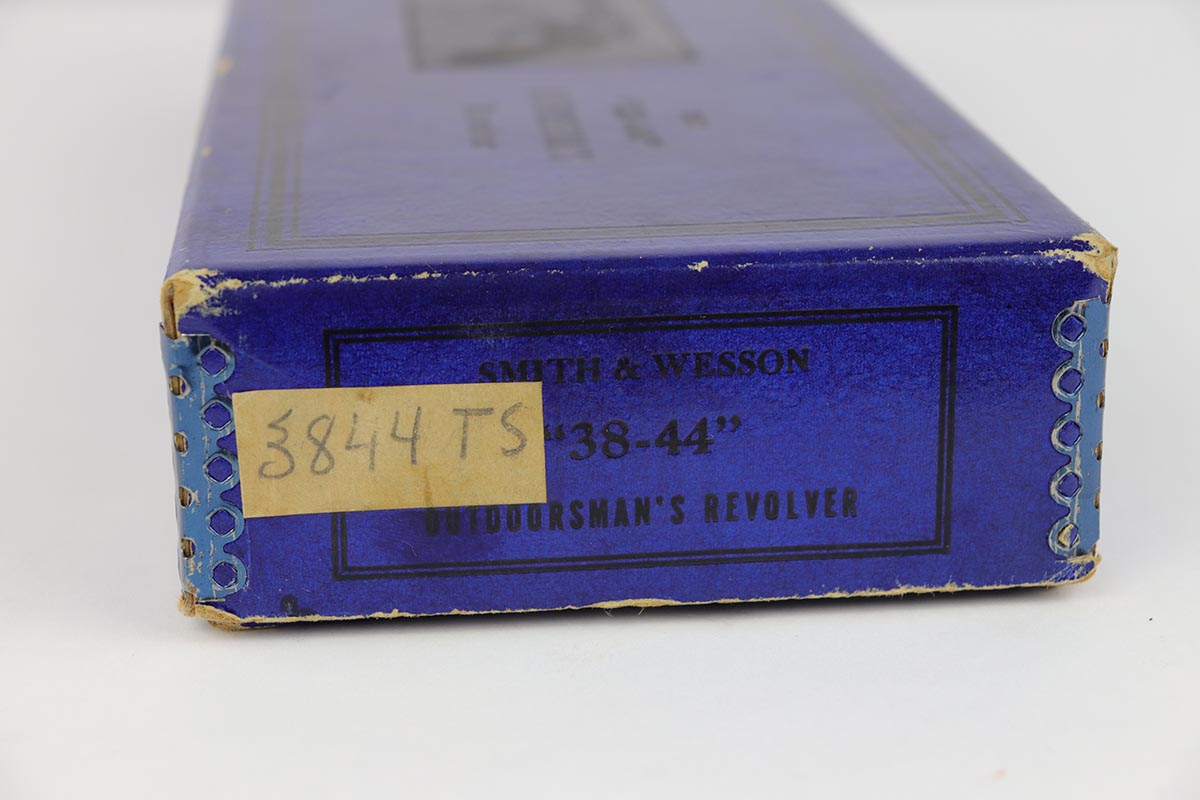 SMITH & WESSON
3844 TS
"38-44"
OUTDOORSMAN'S REVOLVER